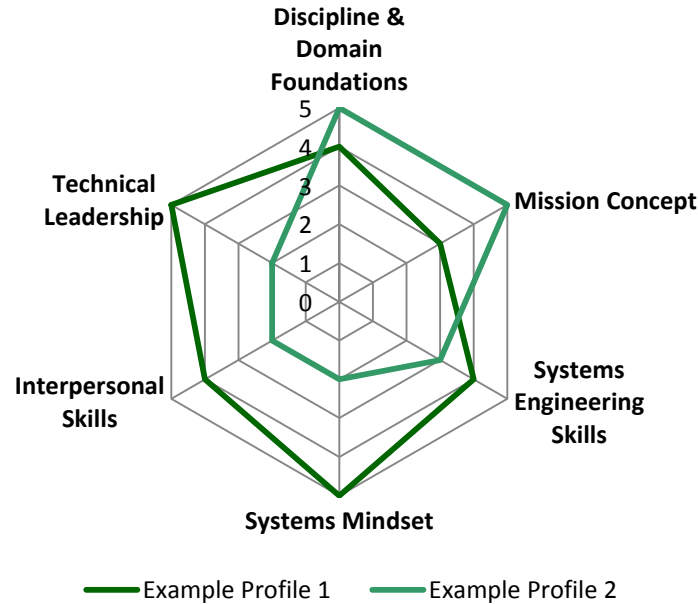 Discipline &
Domain
Foundations
5
4
3
2
1
0
Technical
Leadership
Mission Concept
Interpersonal
Skills
Systems
Engineering
Skills
Systems Mindset
Example Profile 1
Example Profile 2